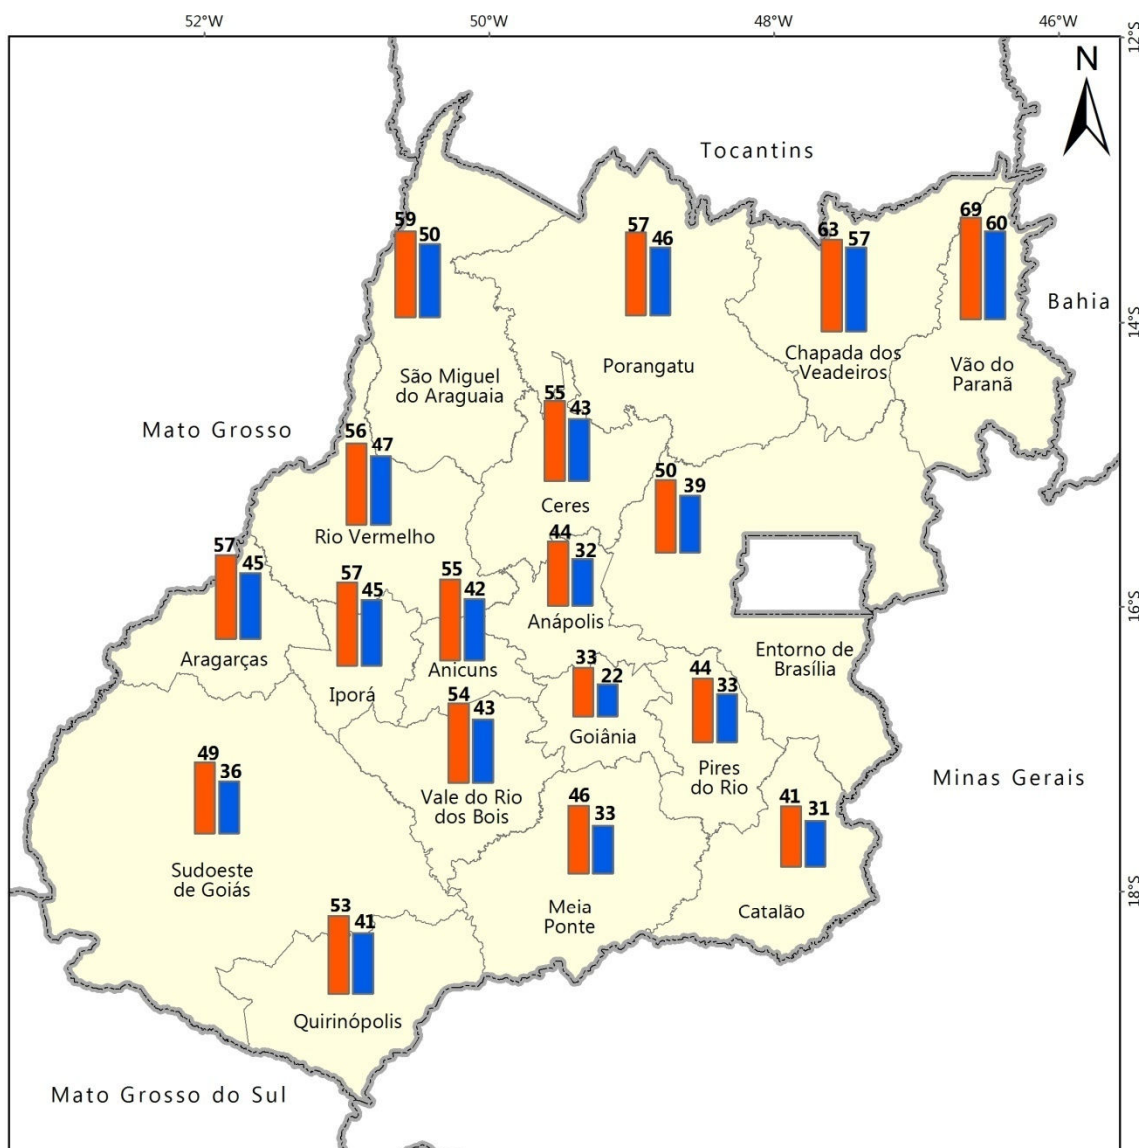 52°W 50°W 48°W 46°W
12°S
N
Tocantins
59 50
57 46
63 57
69 60
Bahia
14°S
São Miguel
do Araguaia
Porangatu
Chapada dos
Veadeiros
Vão do
Paranã
Mato Grosso
55 43
56 47
Ceres
50 39
Rio Vermelho
44 32
57 45
57 45
55 42
Anápolis
16°S
Aragarças
Iporá
Anicuns
Entorno de
Brasília
33 22
44 33
54 43
Goiânia
49 36
Vale do Rio
dos Bois
Pires
do Rio
Minas Gerais
46 33
41 31
Sudoeste
de Goiás
Meia
Ponte
Catalão
18°S
53 41
Quirinópolis
Mato Grosso do Sul